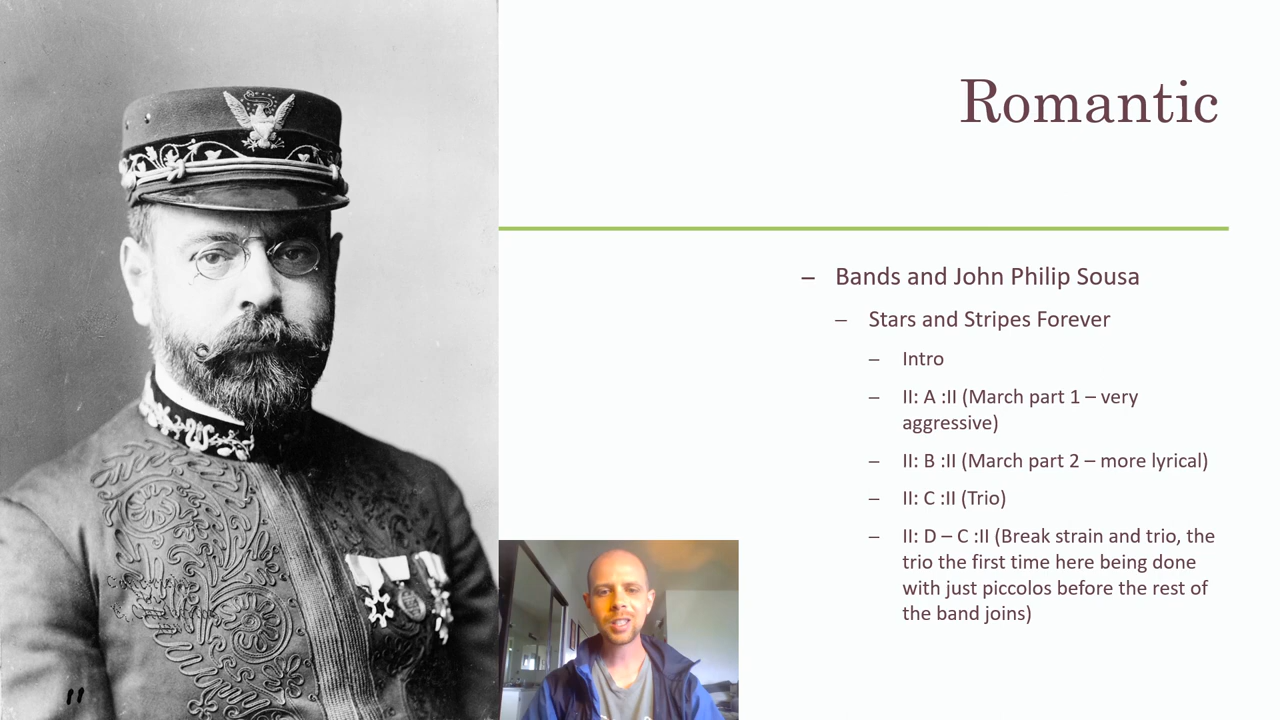 Romantic
– Bands and John Philip Sousa
– Stars and Stripes Forever
– Intro
– II: A :II (March part 1 – very
aggressive)
– II: B :II (March part 2 – more lyrical)
– II: C :II (Trio)
– II: D – C :II (Break strain and trio, the
trio the first time here being done
with just piccolos before the rest of
the band joins)